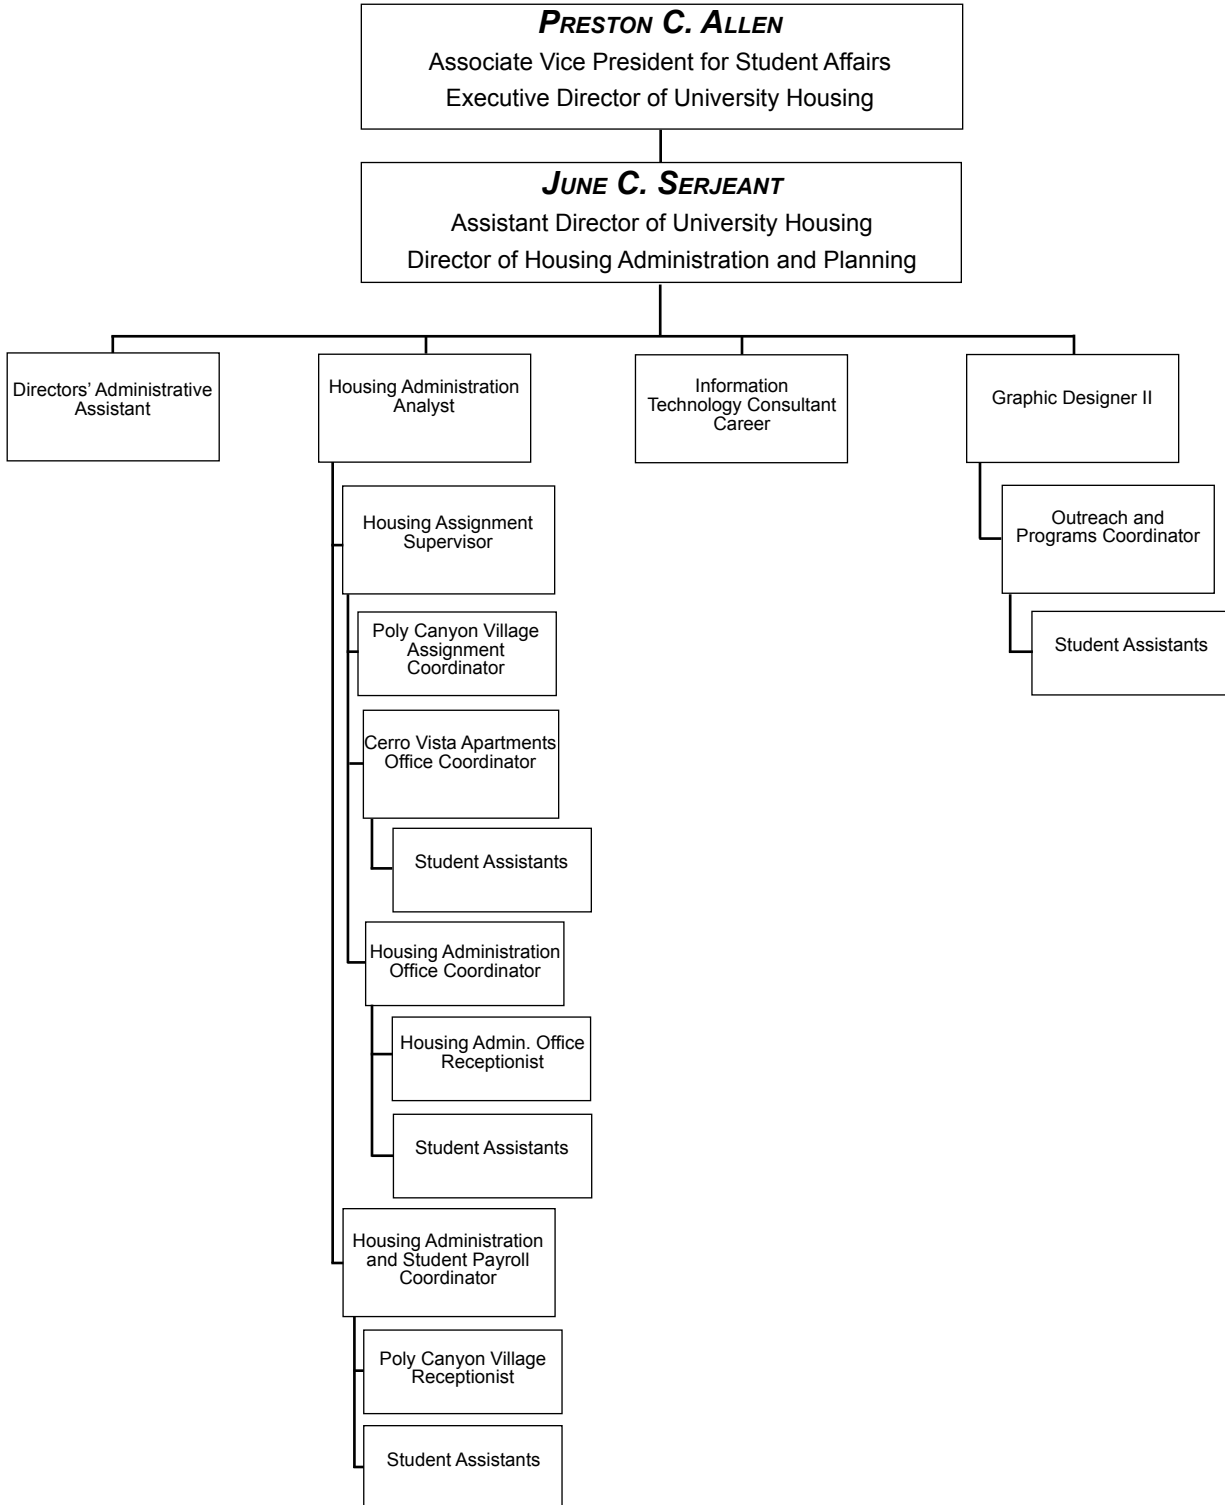 PRESTON C. ALLEN
Associate Vice President for Student Affairs
Executive Director of University Housing
JUNE C. SERJEANT
Assistant Director of University Housing
Director of Housing Administration and Planning
Directors’ Administrative
Assistant
Housing Administration
Analyst
Information
Technology Consultant
Career
Graphic Designer II
Housing Assignment
Supervisor
Outreach and
Programs Coordinator
Poly Canyon Village
Assignment
Coordinator
Student Assistants
Cerro Vista Apartments
Office Coordinator
Student Assistants
Housing Administration
Office Coordinator
Housing Admin. Office
Receptionist
Student Assistants
Housing Administration
and Student Payroll
Coordinator
Poly Canyon Village
Receptionist
Student Assistants